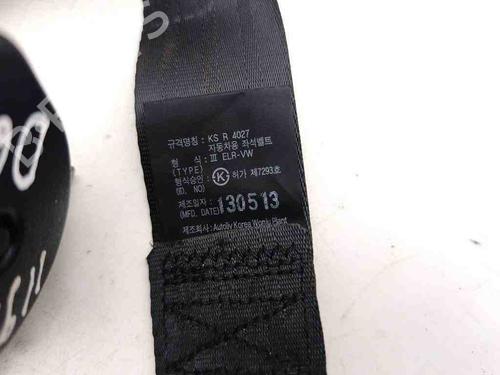 규격명칭 : KS R 4027
자동차용 좌석벨트
형 식 : III ELR-VW
(TYPE)
형식승인 : K 허가 제7293호
(ID. NO)
제조일자 : 130513
(MFD. DATE)
제조회사 : Autoliv Korea Wonju Plant